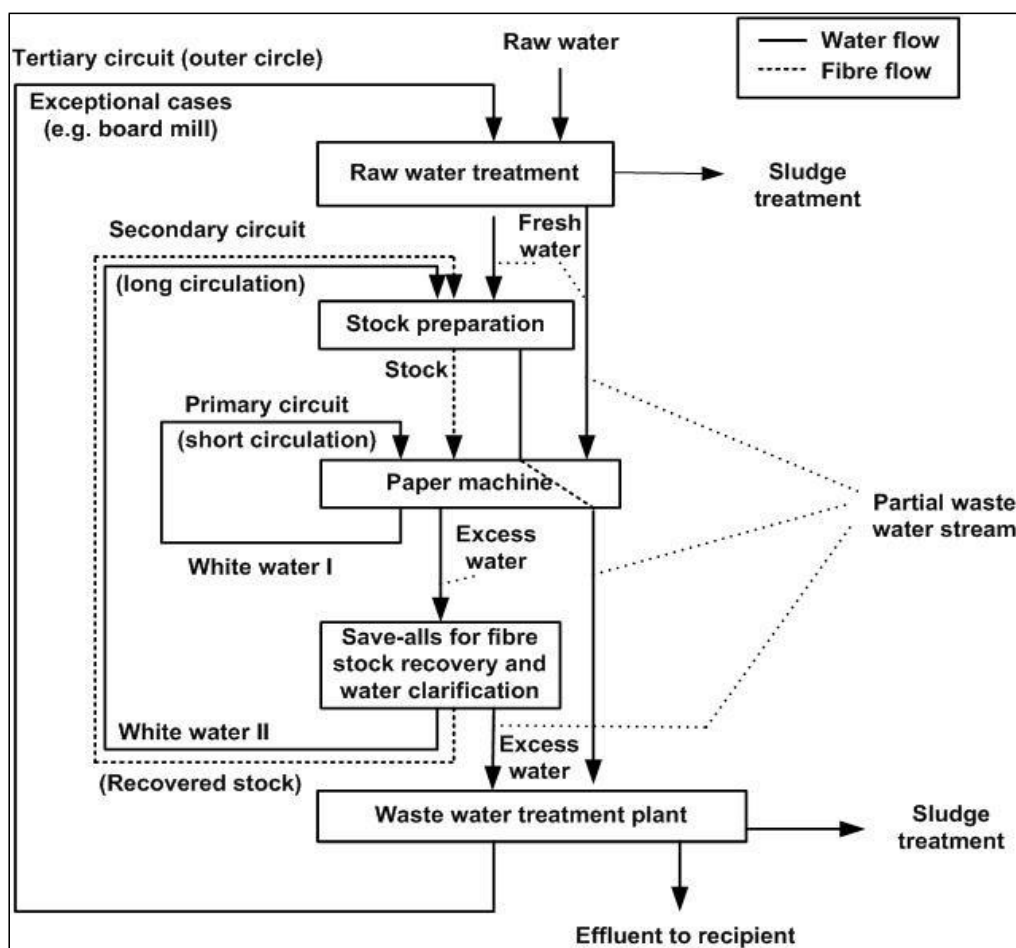 Raw water
Water flow
Fibre flow
Tertiary circuit (outer circle)
Exceptional cases
(e.g. board mill)
Raw water treatment
Sludge
treatment
Secondary circuit
Fresh
water
(long circulation)
Stock preparation
Stock
Primary circuit
(short circulation)
Paper machine
Partial waste
water stream
Excess
water
White water I
Save-alls for fibre
stock recovery and
water clarification
White water II
Excess
water
(Recovered stock)
Waste water treatment plant
Sludge
treatment
Effluent to recipient